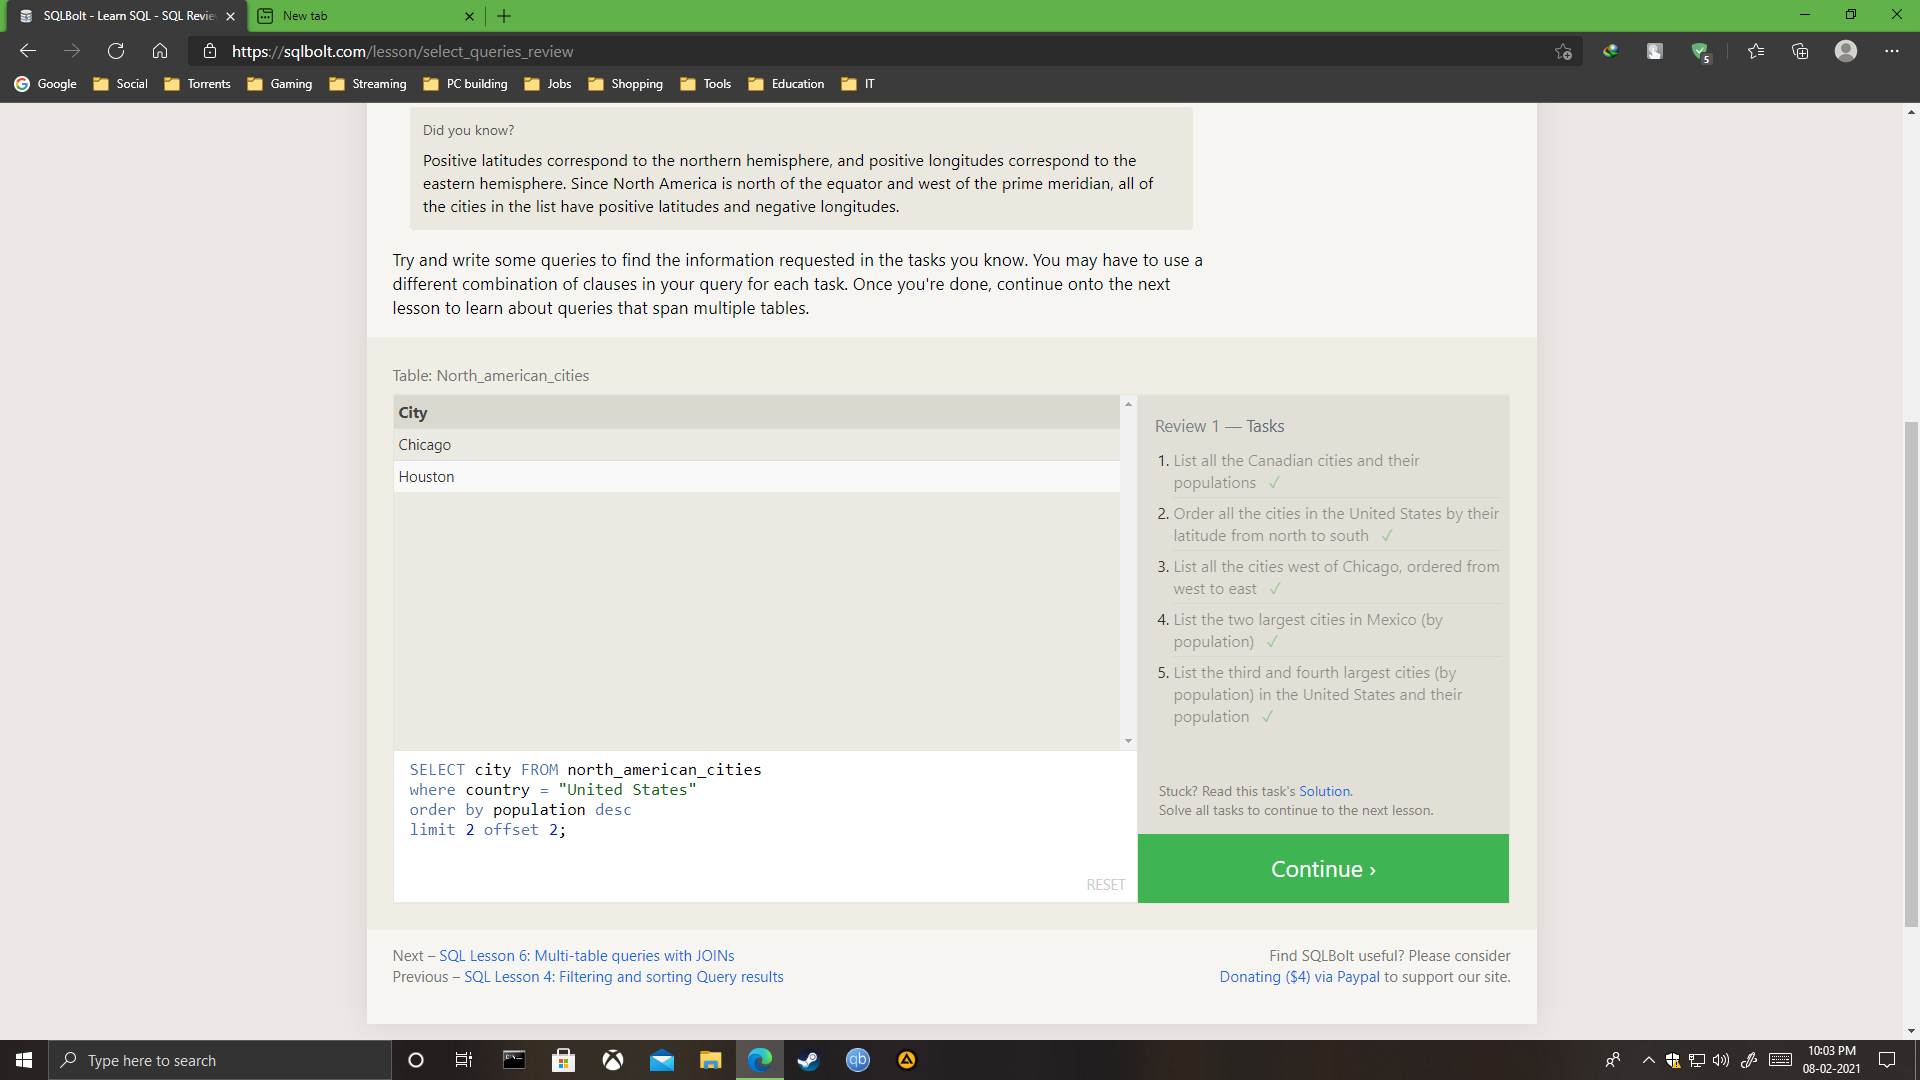 SQLBolt - Learn SQL - SQL Revie
New tab
https://sqlbolt.com/lesson/select_queries_review
5
Google
Social
Torrents
Gaming
Streaming
PC building
Jobs
Shopping
Tools
Education
IT
Did you know?
Positive latitudes correspond to the northern hemisphere, and positive longitudes correspond to the
eastern hemisphere. Since North America is north of the equator and west of the prime meridian, all of
the cities in the list have positive latitudes and negative longitudes.
Try and write some queries to find the information requested in the tasks you know. You may have to use a
different combination of clauses in your query for each task. Once you're done, continue onto the next
lesson to learn about queries that span multiple tables.
Table: North_american_cities
City
Chicago
Houston
SELECT city FROM north_american_cities
where country = "United States"
order by population desc
limit 2 offset 2;
RESET
Review 1 — Tasks
1. List all the Canadian cities and their
populations ✓
2. Order all the cities in the United States by their
latitude from north to south ✓
3. List all the cities west of Chicago, ordered from
west to east ✓
4. List the two largest cities in Mexico (by
population) ✓
5. List the third and fourth largest cities (by
population) in the United States and their
population ✓
Stuck? Read this task's Solution.
Solve all tasks to continue to the next lesson.
Continue ›
Next – SQL Lesson 6: Multi-table queries with JOINs
Previous – SQL Lesson 4: Filtering and sorting Query results
Find SQLBolt useful? Please consider
Donating ($4) via Paypal to support our site.
Type here to search
qb
10:03 PM
08-02-2021